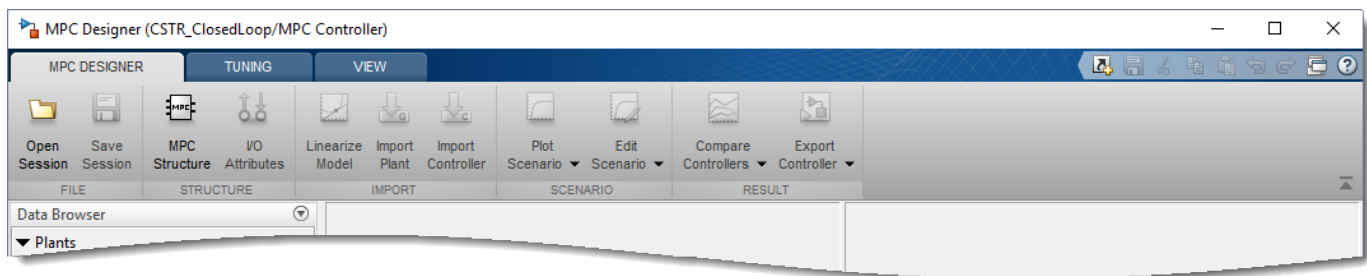 MPC Designer (CSTR_ClosedLoop/MPC Controller)
MPC DESIGNER TUNING VIEW
MPC G C
Open Save MPC I/O Linearize Import Import Plot Edit Compare Export
Session Session Structure Attributes Model Plant Controller Scenario Scenario Controllers Controller
FILE STRUCTURE IMPORT SCENARIO RESULT
Data Browser
Plants